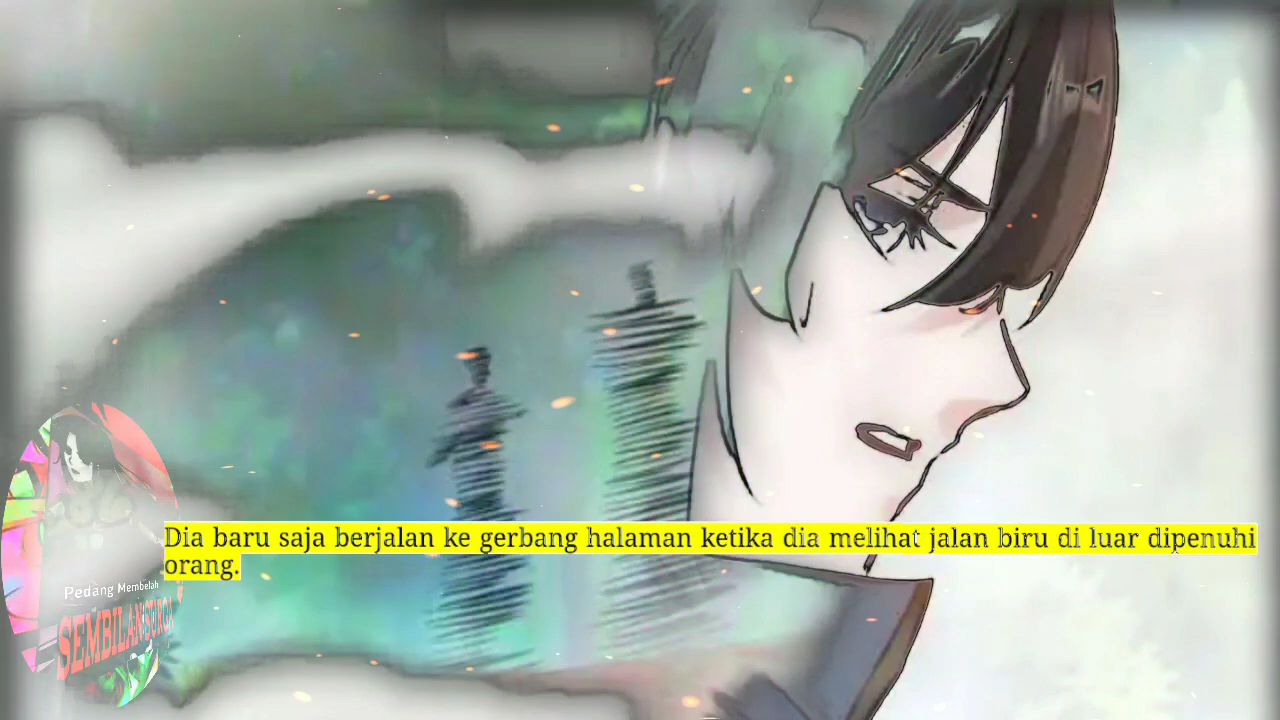 Dia baru saja berjalan ke gerbang halaman ketika dia melihat jalan biru di luar dipenuhi
orang.
Pedang Membelah
SEMBILAN SURGA